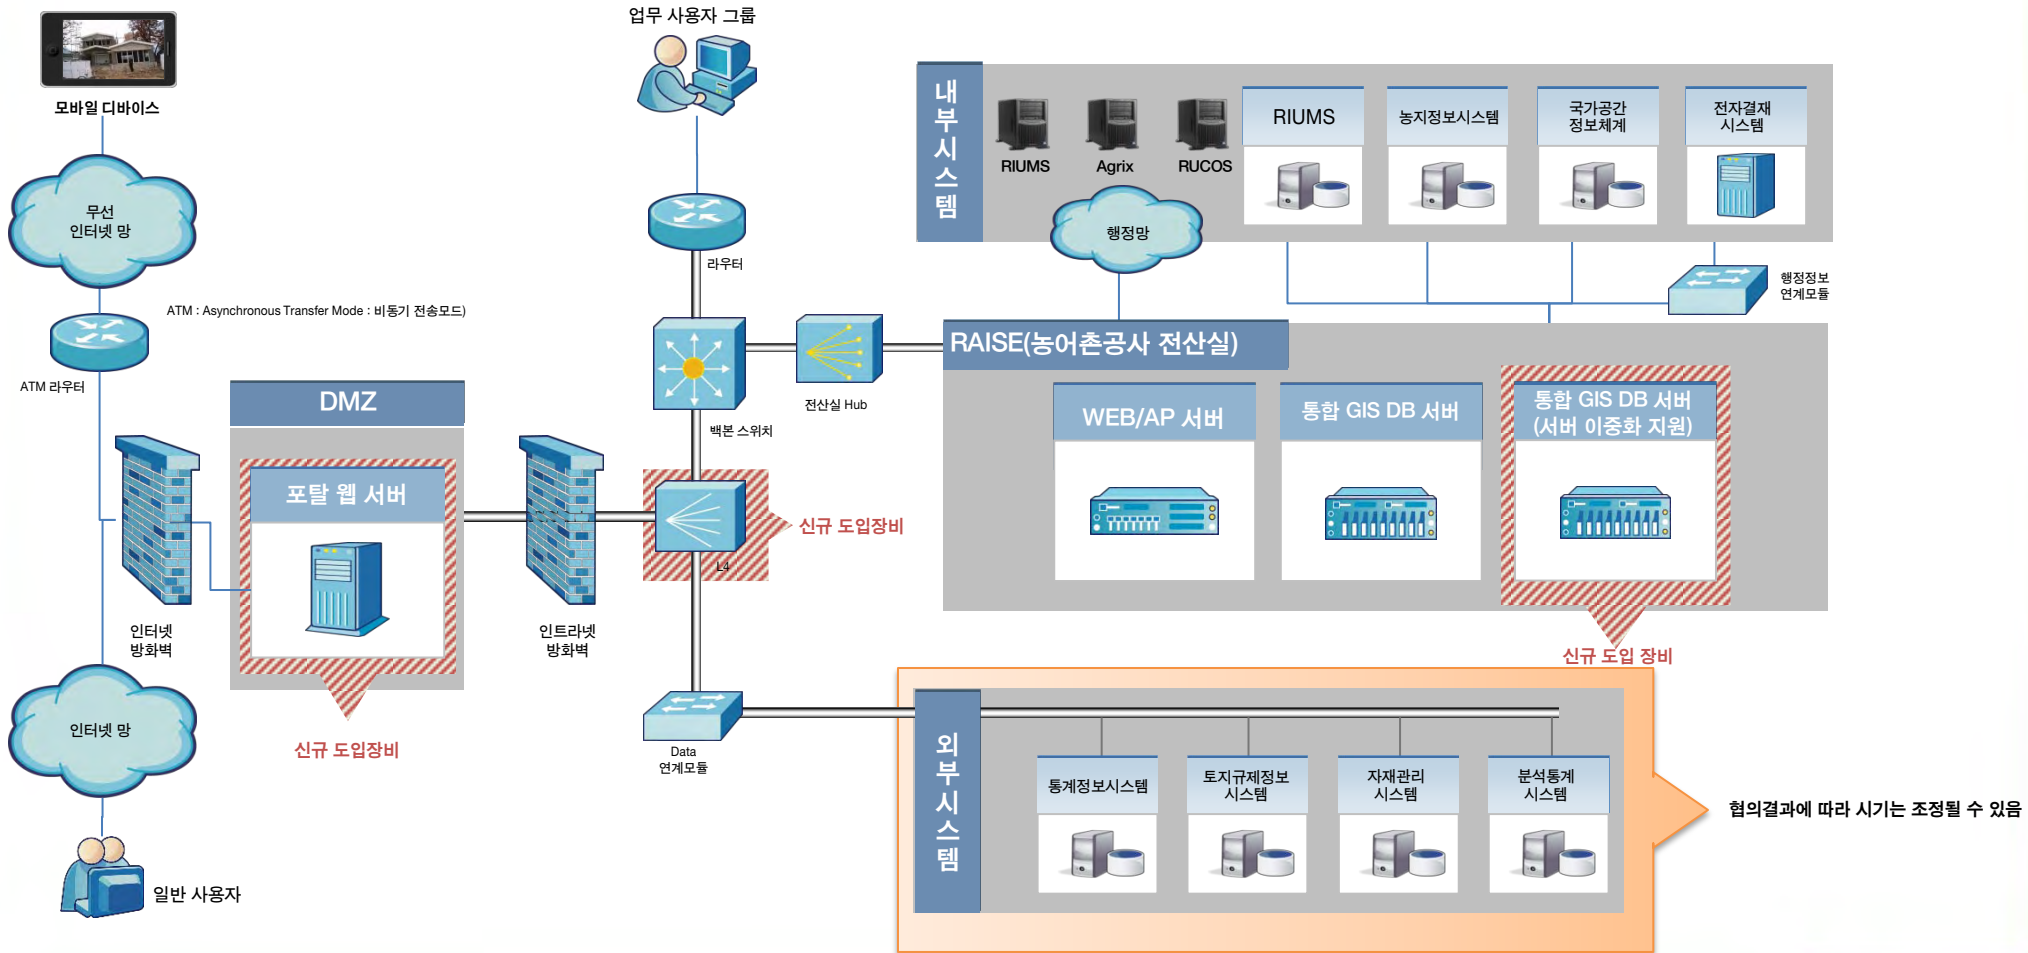 업무 사용자 그룹
모바일 디바이스
무선
인터넷 망
ATM : Asynchronous Transfer Mode : 비동기 전송모드)
ATM 라우터
라우터
백본 스위치
전산실 Hub
내부시스템
RIUMS
Agrix
RUCOS
행정망
RIUMS
농지정보시스템
국가공간
정보체계
전자결재
시스템
행정정보
연계모듈
RAISE(농어촌공사 전산실)
WEB/AP 서버
통합 GIS DB 서버
통합 GIS DB 서버
(서버 이중화 지원)
신규 도입 장비
DMZ
포탈 웹 서버
신규 도입장비
인터넷
방화벽
인트라넷
방화벽
L4
신규 도입장비
인터넷 망
일반 사용자
Data
연계모듈
외부시스템
통계정보시스템
토지규제정보
시스템
자재관리
시스템
분석통계
시스템
협의결과에 따라 시기는 조정될 수 있음